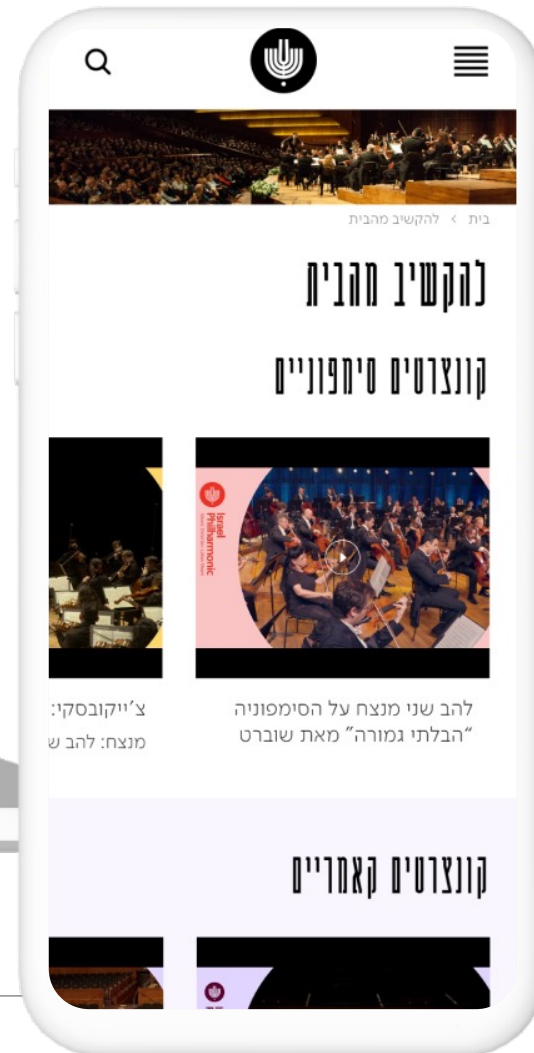 בית > להקשיב מהבית
להקשיב מהבית
קונצרטים סימפוניים
Israel
Philharmonic
להב שני מנצח על הסימפוניה
“הבלתי גמורה” מאת שוברט
צ’ייקובסקי:
מנצח: להב ש
קונצרטים קאמריים